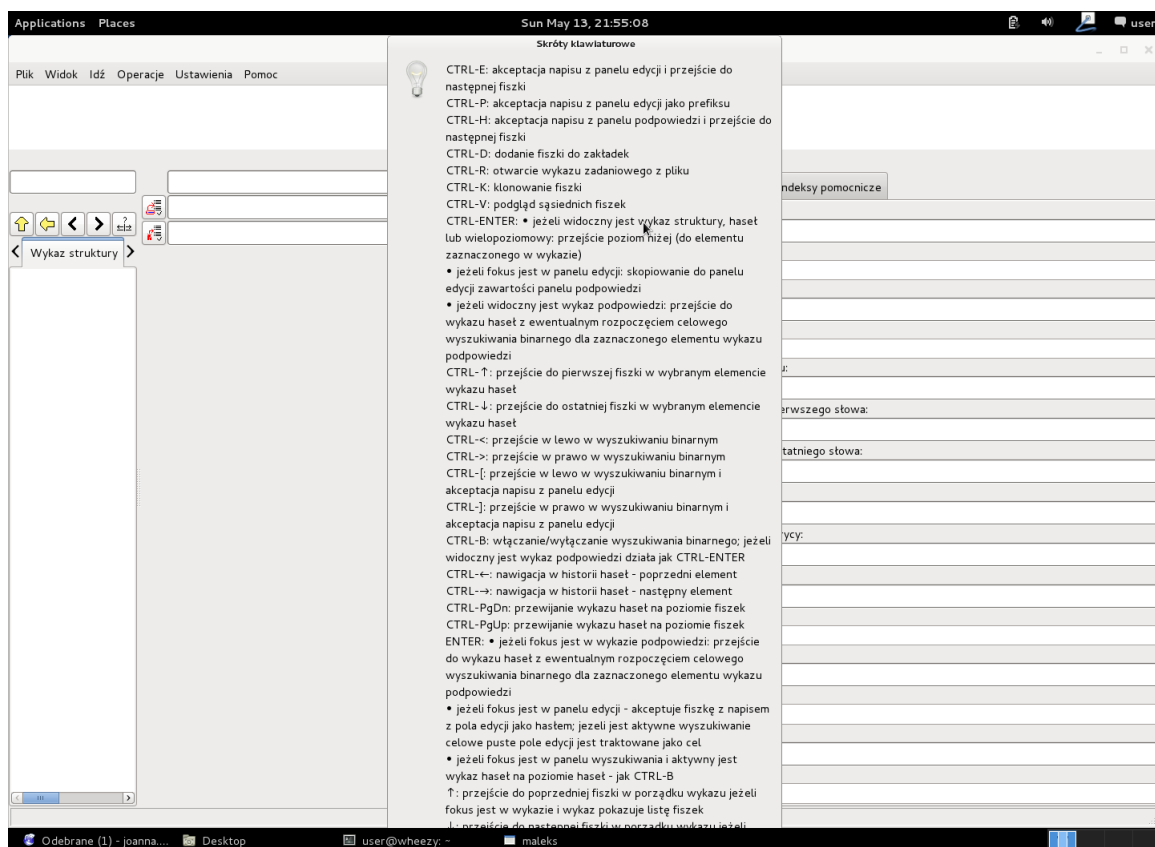 Applications Places
Sun May 13, 21:55:08
user
Skróty klawiaturowe
Plik Widok Idź Operacje Ustawienia Pomoc
Wykaz struktury
CTRL-E: akceptacja napisu z panelu edycji i przejście do
następnej fiszki
CTRL-P: akceptacja napisu z panelu edycji jako prefiksu
CTRL-H: akceptacja napisu z panelu podpowiedzi i przejście do
następnej fiszki
CTRL-D: dodanie fiszki do zakładek
CTRL-R: otwarcie wykazu zadaniowego z pliku
CTRL-K: klonowanie fiszki
CTRL-V: podgląd sąsiednich fiszek
CTRL-ENTER: • jeżeli widoczny jest wykaz struktury, haseł
lub wielopoziomowy: przejście poziom niżej (do elementu
zaznaczonego w wykazie)
• jeżeli fokus jest w panelu edycji: skopiowanie do panelu
edycji zawartości panelu podpowiedzi
• jeżeli widoczny jest wykaz podpowiedzi: przejście do
wykazu haseł z ewentualnym rozpoczęciem celowego
wyszukiwania binarnego dla zaznaczonego elementu wykazu
podpowiedzi
CTRL-↑: przejście do pierwszej fiszki w wybranym elemencie
wykazu haseł
CTRL-↓: przejście do ostatniej fiszki w wybranym elemencie
wykazu haseł
CTRL-<: przejście w lewo w wyszukiwaniu binarnym
CTRL->: przejście w prawo w wyszukiwaniu binarnym
CTRL-[: przejście w lewo w wyszukiwaniu binarnym i
akceptacja napisu z panelu edycji
CTRL-]: przejście w prawo w wyszukiwaniu binarnym i
akceptacja napisu z panelu edycji
CTRL-B: włączanie/wyłączanie wyszukiwania binarnego; jeżeli
widoczny jest wykaz podpowiedzi działa jak CTRL-ENTER
CTRL-←: nawigacja w historii haseł - poprzedni element
CTRL-→: nawigacja w historii haseł - następny element
CTRL-PgDn: przewijanie wykazu haseł na poziomie fiszek
CTRL-PgUp: przewijanie wykazu haseł na poziomie fiszek
ENTER: • jeżeli fokus jest w wykazie podpowiedzi: przejście
do wykazu haseł z ewentualnym rozpoczęciem celowego
wyszukiwania binarnego dla zaznaczonego elementu wykazu
podpowiedzi
• jeżeli fokus jest w panelu edycji - akceptuje fiszkę z napisem
z pola edycji jako hasłem; jezeli jest aktywne wyszukiwanie
celowe puste pole edycji jest traktowane jako cel
• jeżeli fokus jest w panelu wyszukiwania i aktywny jest
wykaz haseł na poziomie haseł - jak CTRL-B
↑: przejście do poprzedniej fiszki w porządku wykazu jeżeli
fokus jest w wykazie i wykaz pokazuje listę fiszek
↓: przejście do następnej fiszki w porządku wykazu jeżeli
ndeksy pomocnicze
u:
erwszego słowa:
tatniego słowa:
rycy:
Odebrane (1) - joanna....
Desktop
user@wheezy: ~
maleks